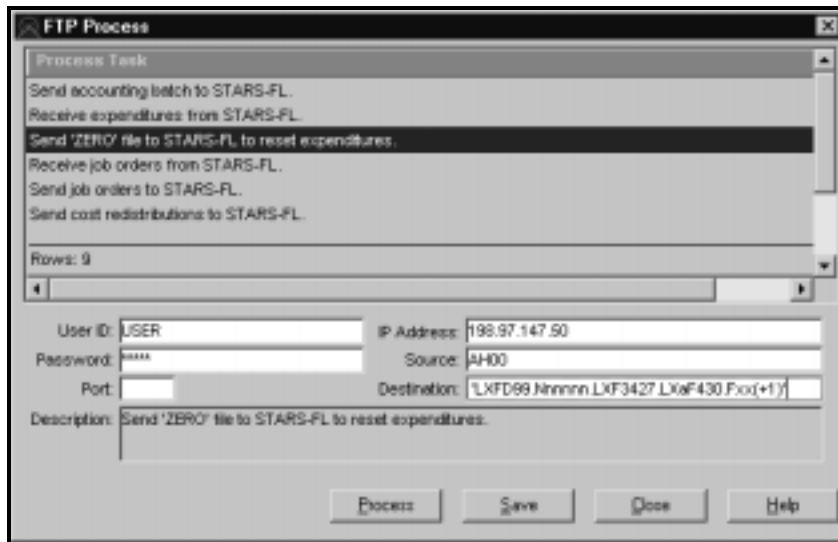 FTP Process
Process Task
Send accounting batch to STARS-FL.
Receive expenditures from STARS-FL.
Send 'ZERO' file to STARS-FL to reset expenditures.
Receive job orders from STARS-FL.
Send job orders to STARS-FL.
Send cost redistributions to STARS-FL.
Rows: 9
User ID: USER IP Address: 198.97.147.50
Password: ***** Source: AH00
Port: Destination: 'LXFD99.Nnnnnn.LXF3427.LXaF430.Fxx(+1)'
Description: Send 'ZERO' file to STARS-FL to reset expenditures.
Process Save Close Help